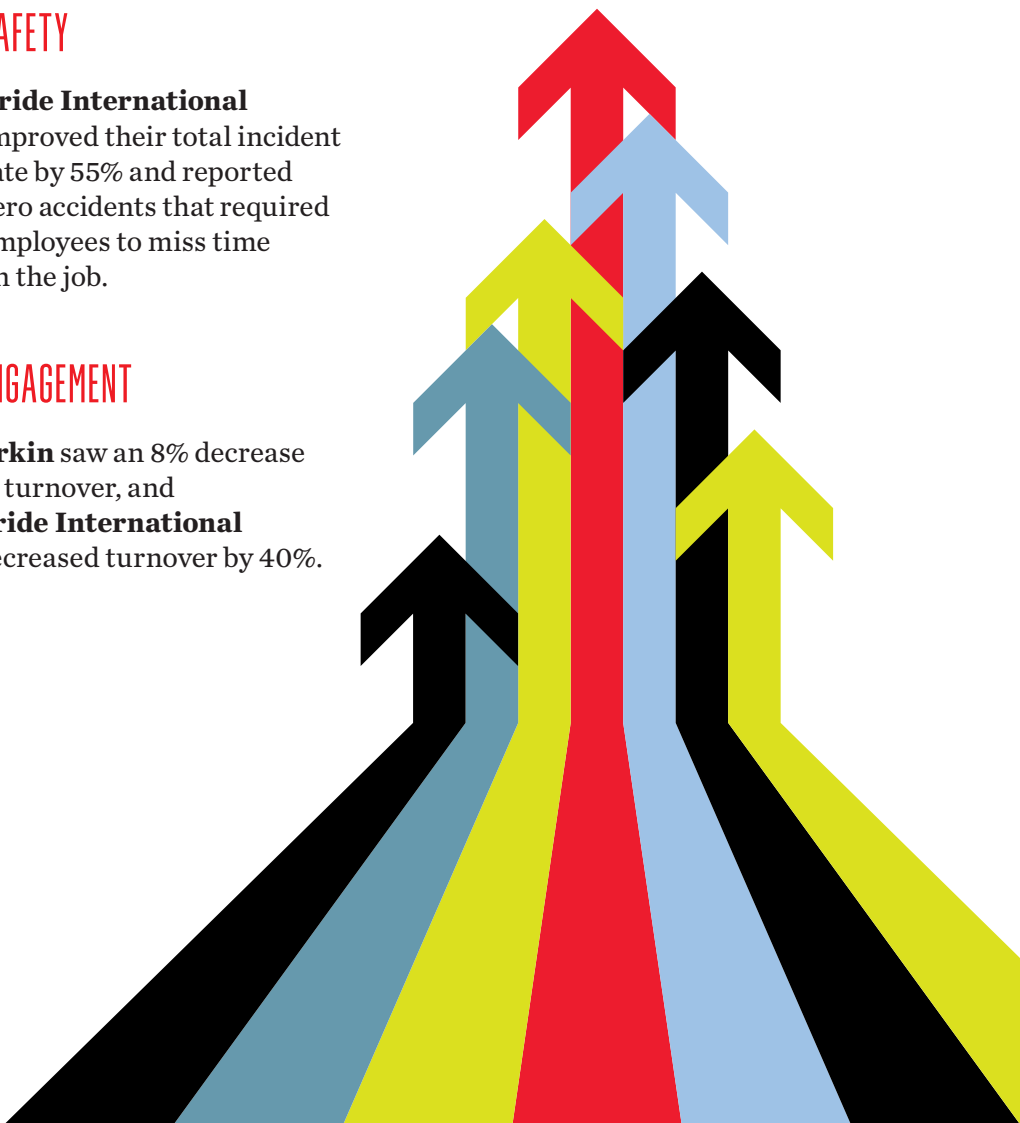 AFETY
ride International
mproved their total incident
ate by 55% and reported
ero accidents that required
mployees to miss time
n the job.
NGAGEMENT
rkin saw an 8% decrease
turnover, and
ride International
ecreased turnover by 40%.